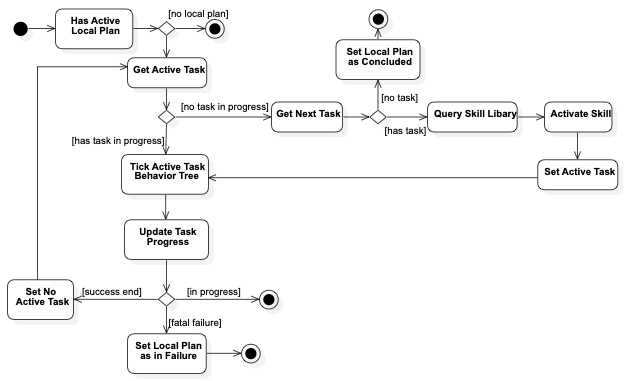 Has Active
Local Plan
[no local plan]
Get Active Task
Set Local Plan
as Concluded
[no task in progress]
Get Next Task
[no task]
[has task]
Query Skill Libary
Activate Skill
[has task in progress]
Tick Active Task
Behavior Tree
Set Active Task
Update Task
Progress
Set No
Active Task
[success end]
[in progress]
[fatal failure]
Set Local Plan
as in Failure